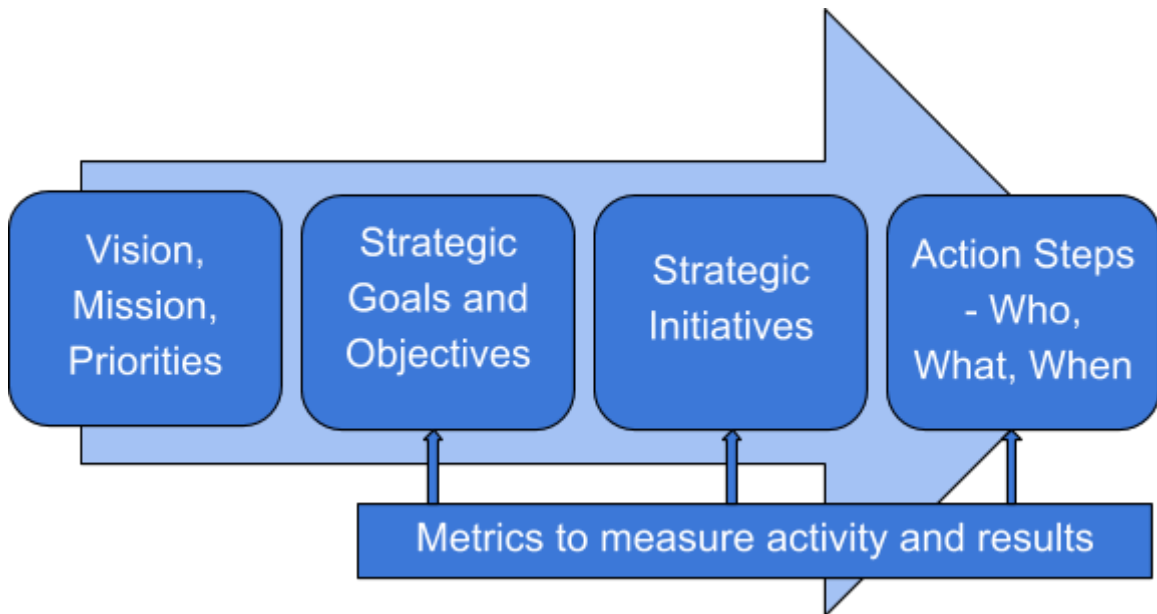 Vision,
Mission,
Priorities
Strategic
Goals and
Objectives
Strategic
Initiatives
Action Steps
- Who,
What, When
Metrics to measure activity and results